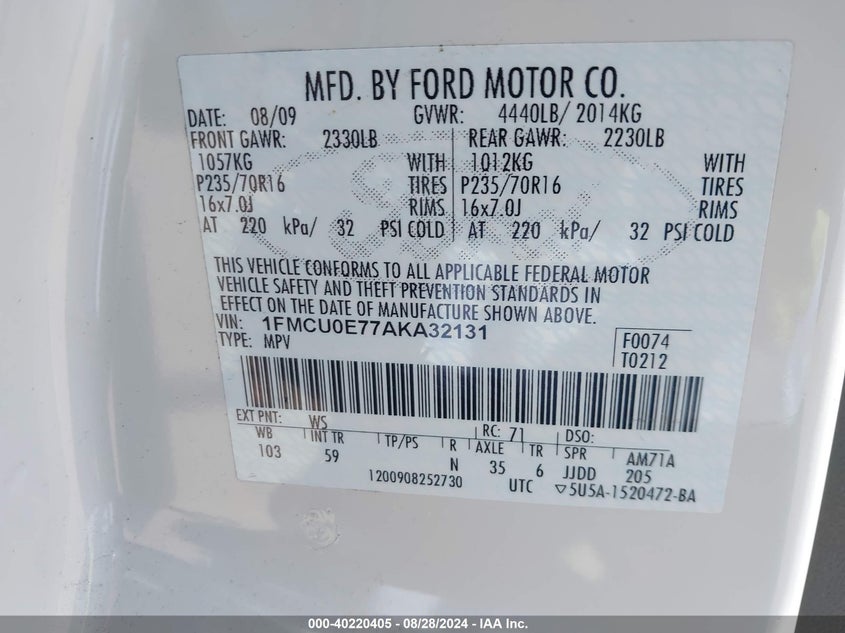 MFD. BY FORD MOTOR CO.
DATE: 08/09 GVWR: 4440LB/ 2014KG
FRONT GAWR: 2330LB REAR GAWR: 2230LB
1057KG WITH 1012KG WITH
P235/70R16 TIRES P235/70R16 TIRES
16x7.0J RIMS 16x7.0J RIMS
AT 220 kPa/ 32 PSI COLD AT 220 kPa/ 32 PSI COLD
THIS VEHICLE CONFORMS TO ALL APPLICABLE FEDERAL MOTOR
VEHICLE SAFETY AND THEFT PREVENTION STANDARDS IN
EFFECT ON THE DATE OF MANUFACTURE SHOWN ABOVE.
VIN: 1FMCU0E77AKA32131 F0074
TYPE: MPV T0212
EXT PNT: WS RC: 71 DSO:
WB INT TR TP/PS R AXLE TR SPR AM71A
103 59 N 35 6 JJDD 205
1200908252730 UTC ▽5U5A-1520472-BA
000-40220405 - 08/28/2024 - IAA Inc.